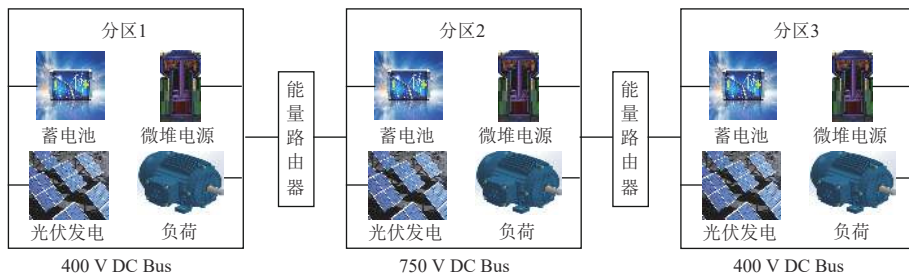 分区1
蓄电池
微堆电源
光伏发电
负荷
400 V DC Bus
能量路由器
分区2
蓄电池
微堆电源
光伏发电
负荷
750 V DC Bus
能量路由器
分区3
蓄电池
微堆电源
光伏发电
负荷
400 V DC Bus